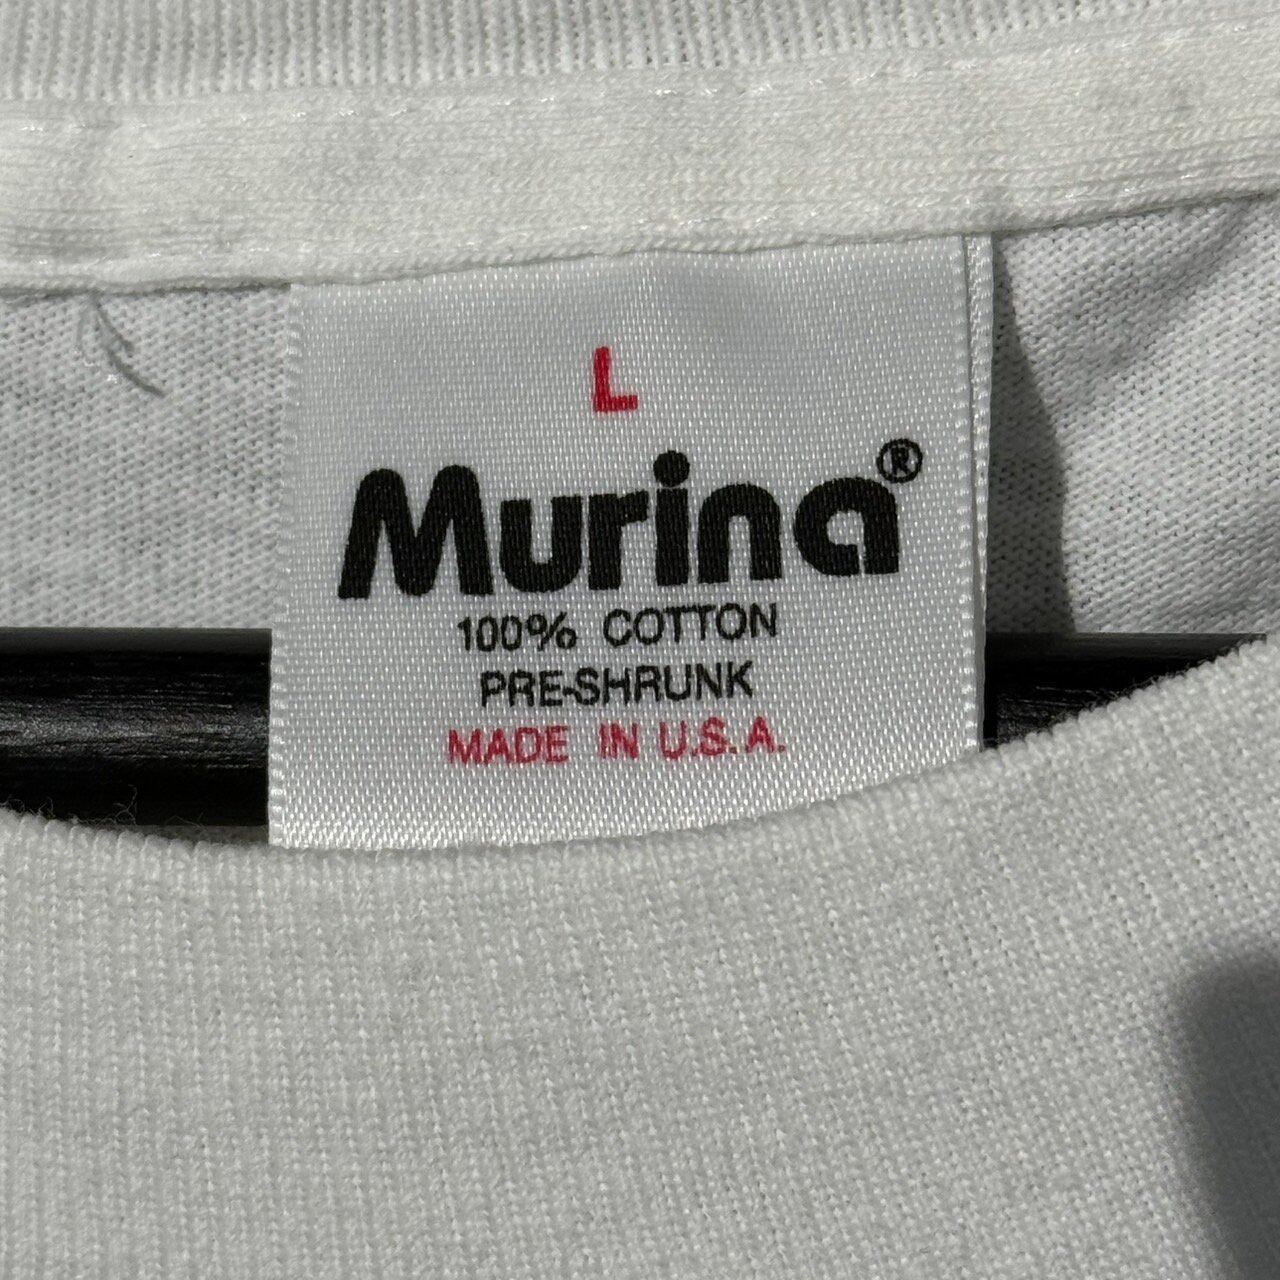 L
Murina®
100% COTTON
PRE-SHRUNK
MADE IN U.S.A.